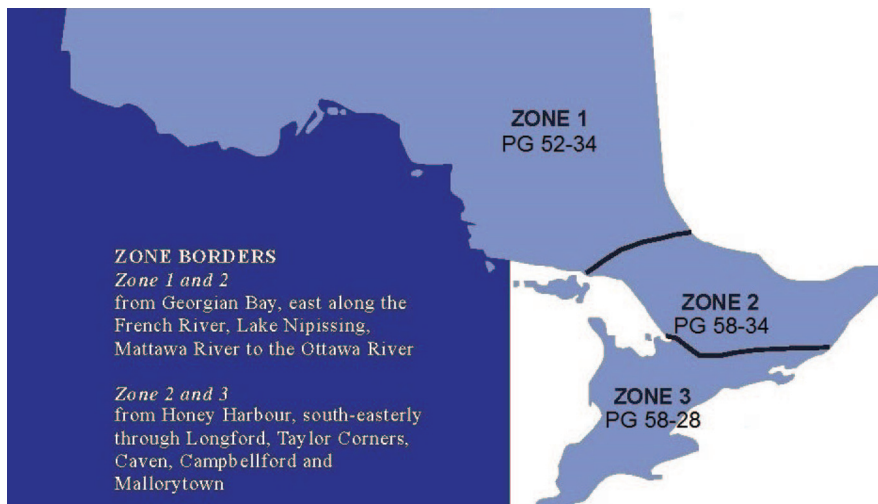 ZONE 1
PG 52-34
ZONE BORDERS
Zone 1 and 2
from Georgian Bay, east along the
French River, Lake Nipissing,
Mattawa River to the Ottawa River
Zone 2 and 3
from Honey Harbour, south-easterly
through Longford, Taylor Corners,
Caven, Campbellford and
Mallorytown
ZONE 2
PG 58-34
ZONE 3
PG 58-28